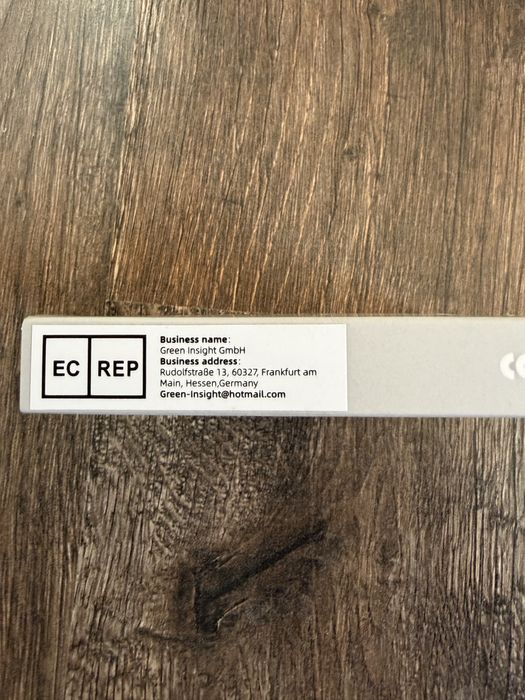 EC REP
Business name:
Green Insight GmbH
Business address:
Rudolfstraße 13, 60327, Frankfurt am
Main, Hessen,Germany
Green-Insight@hotmail.com